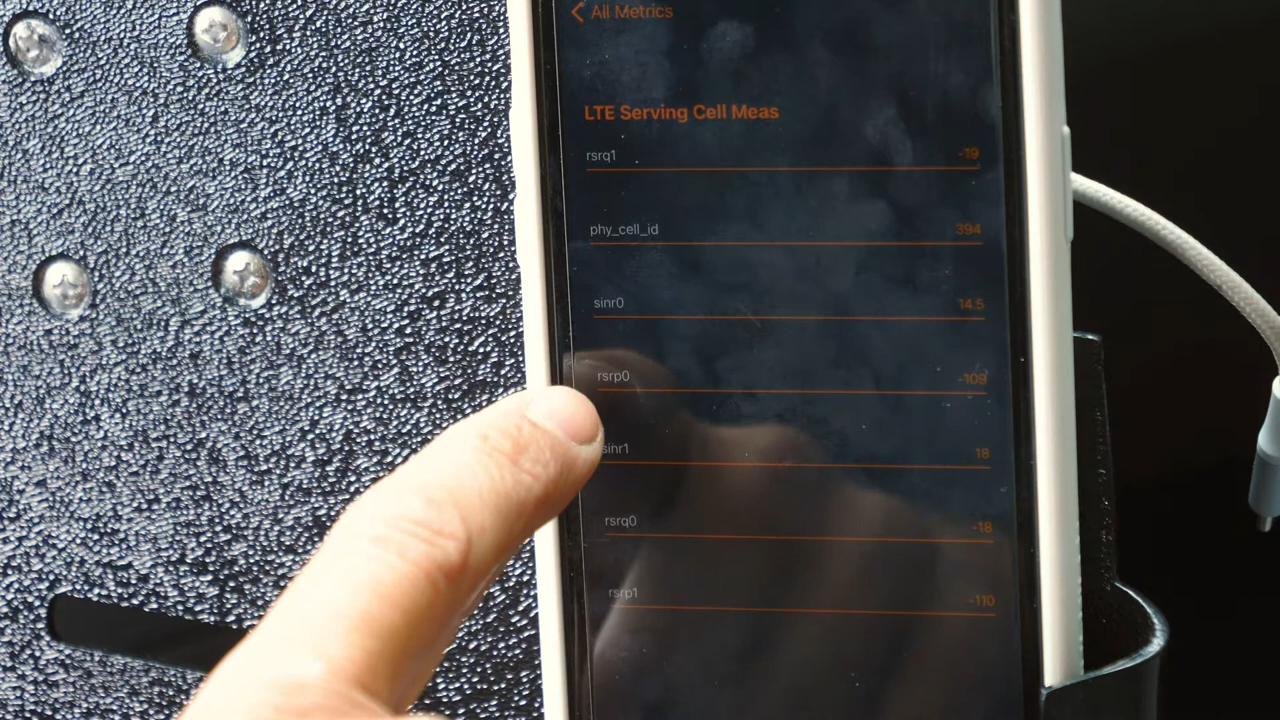 All Metrics
LTE Serving Cell Meas
rsrq1 -19
phy_cell_id 394
sinr0 14.5
rsrp0 -109
sinr1 18
rsrq0 -18
rsrp1 -110